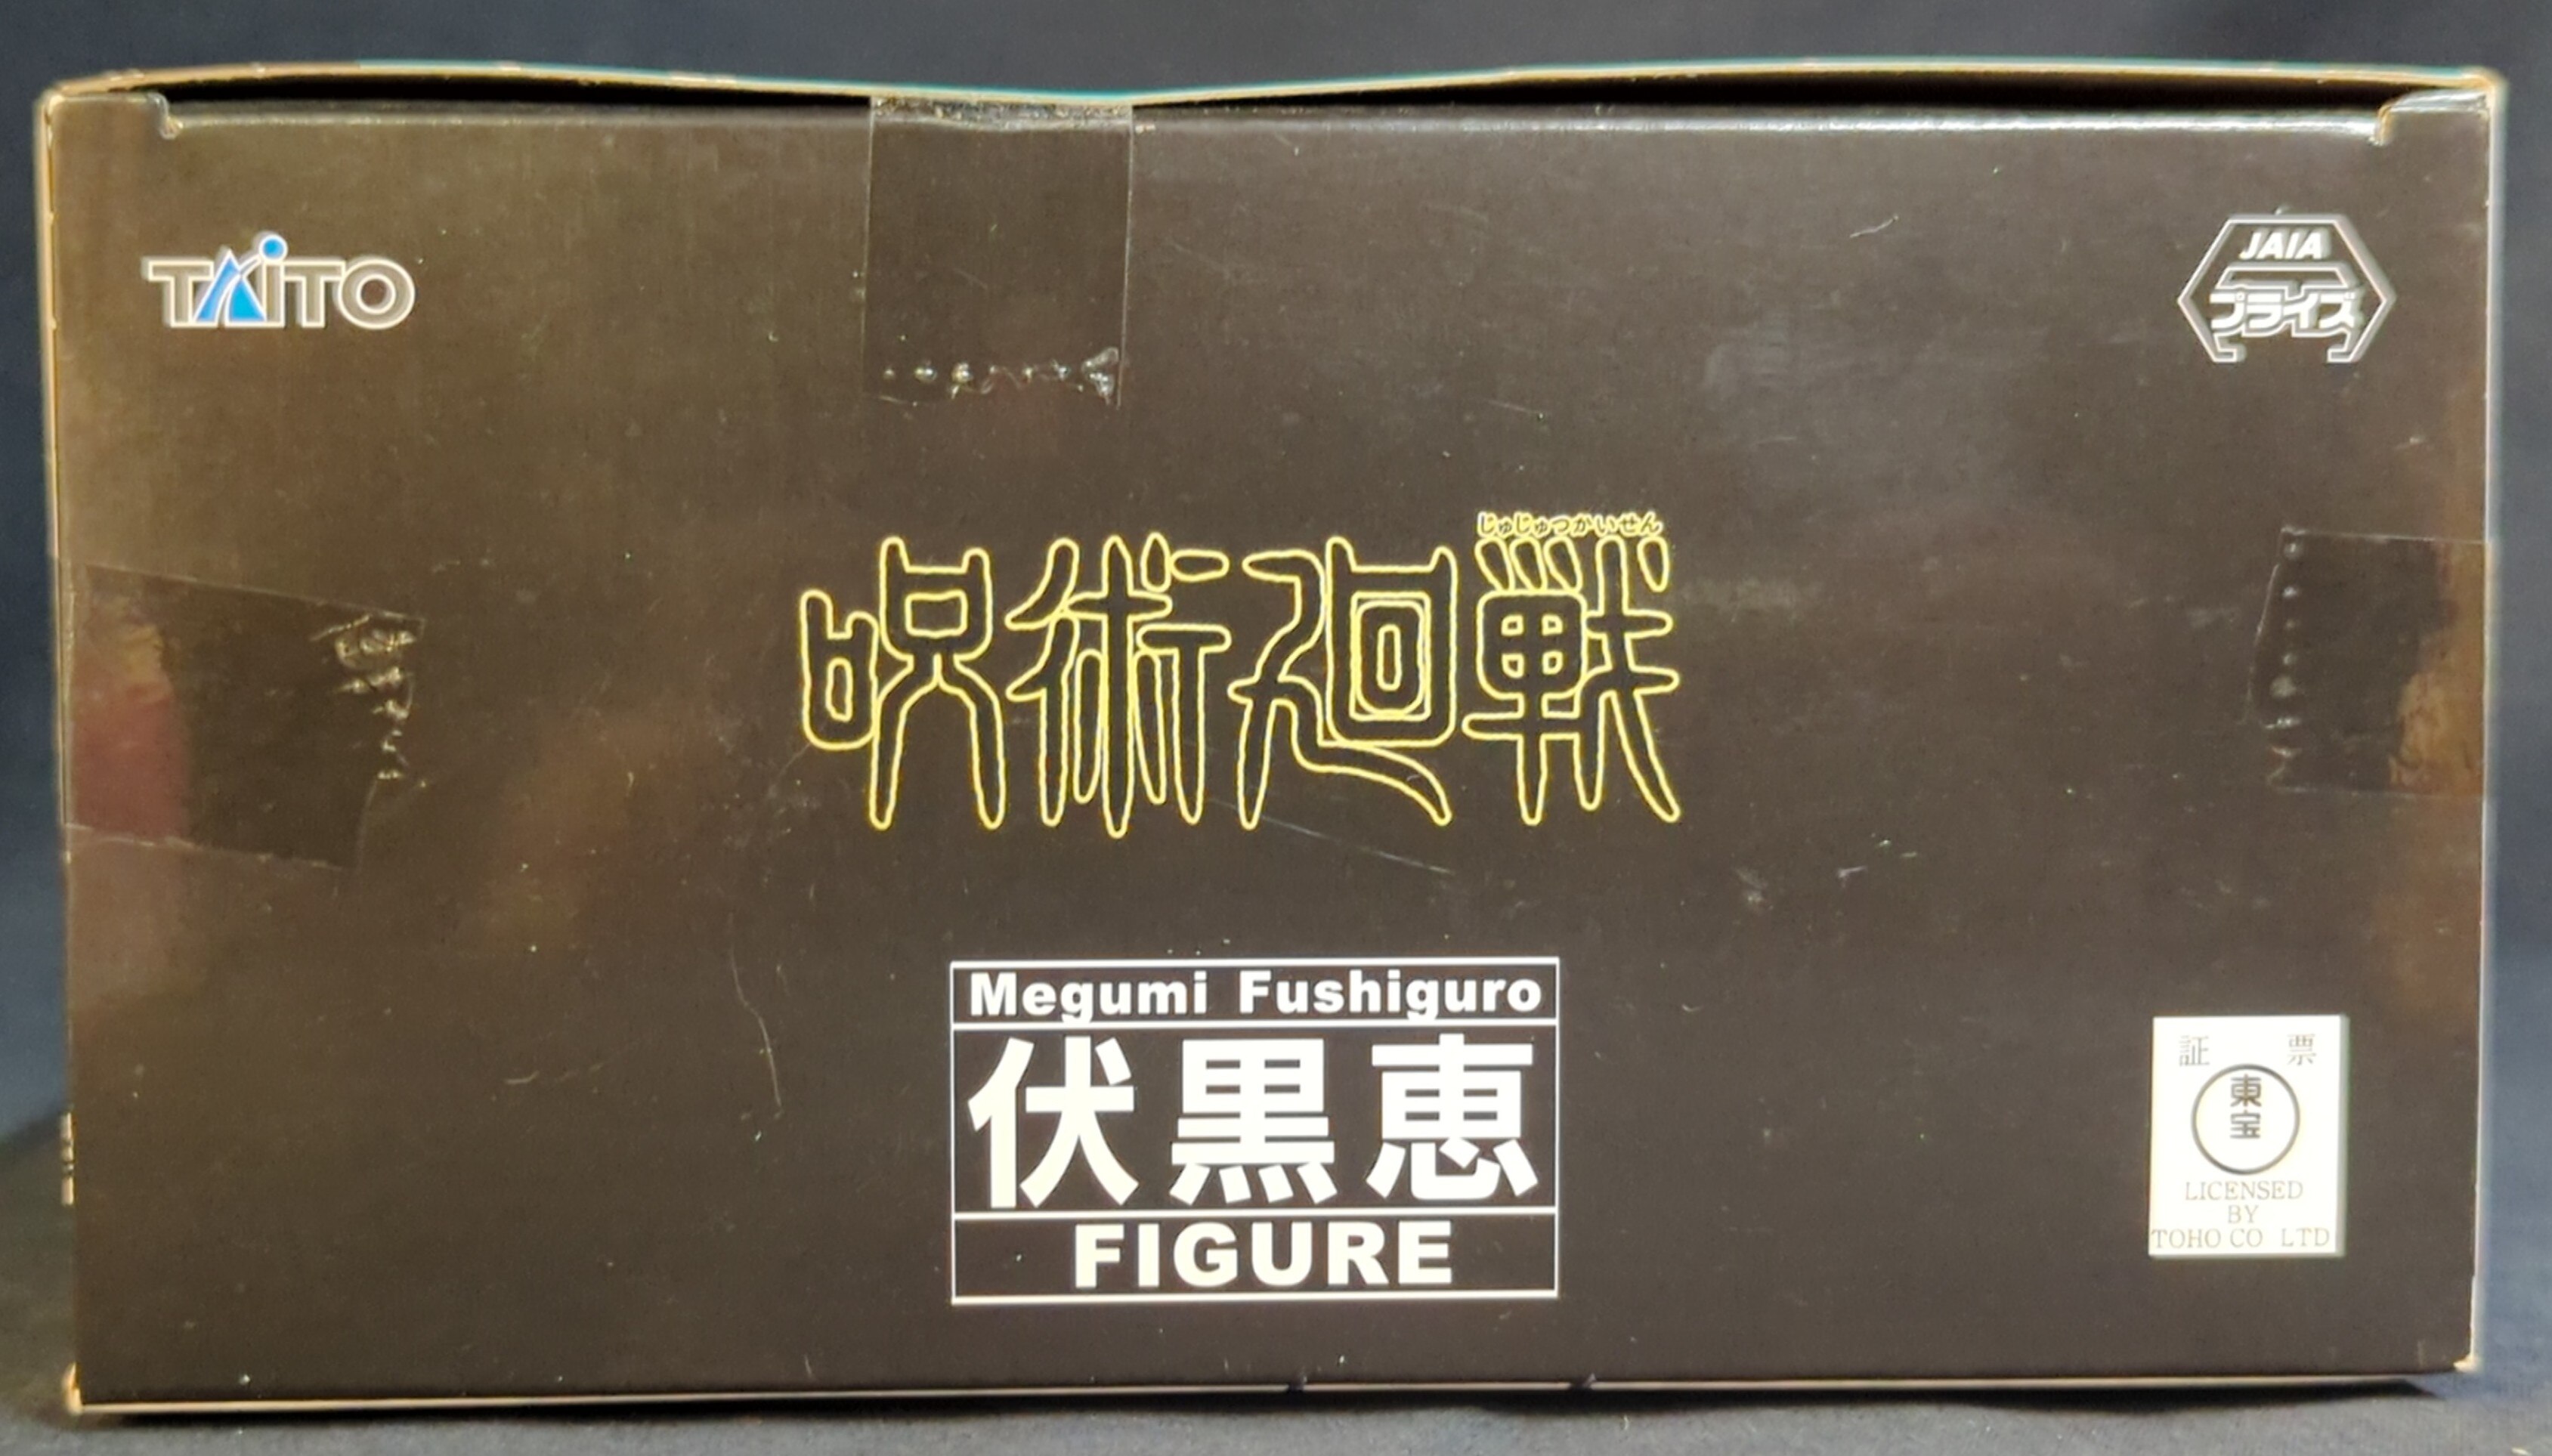 TAITO
JAIA
プライズ
じゅじゅつかいせん
呪術廻戦
Megumi Fushiguro
伏黒恵
FIGURE
証 票
東宝
LICENSED
BY
TOHO CO LTD